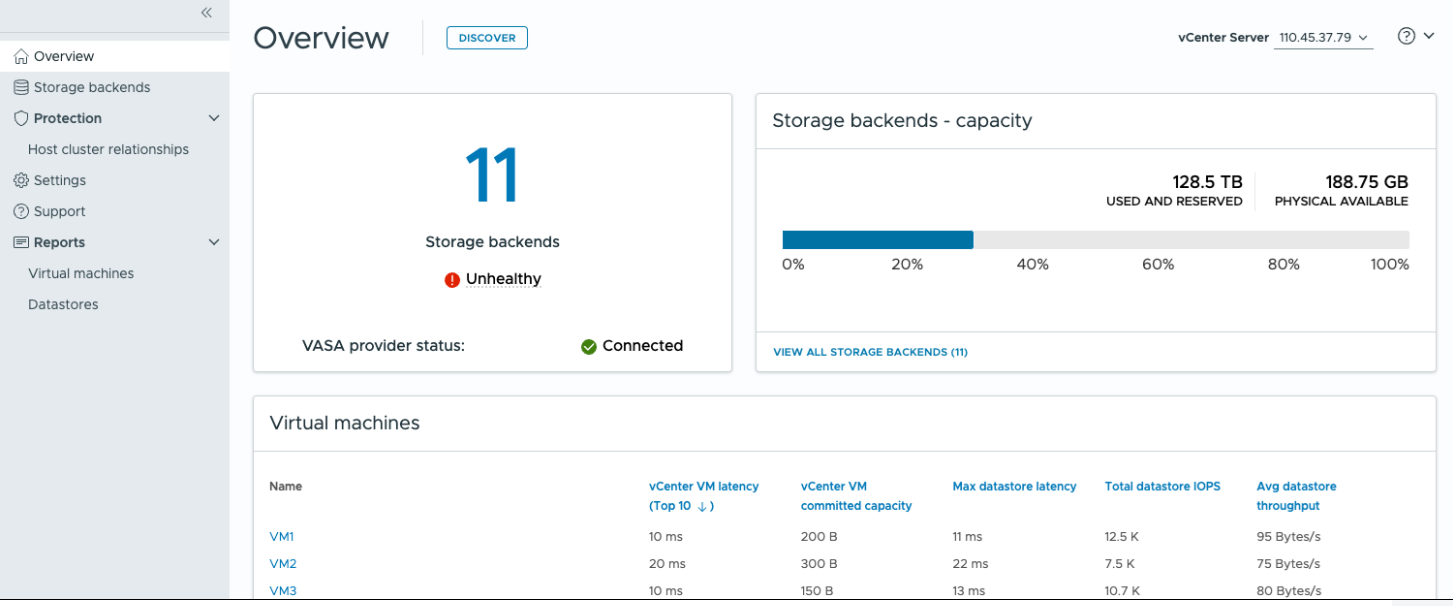 Overview
Storage backends
Protection
Host cluster relationships
Settings
Support
Reports
Virtual machines
Datastores
Overview
DISCOVER
vCenter Server 110.45.37.79
11
Storage backends
Unhealthy
VASA provider status: Connected
Storage backends - capacity
128.5 TB 188.75 GB
USED AND RESERVED PHYSICAL AVAILABLE
0% 20% 40% 60% 80% 100%
VIEW ALL STORAGE BACKENDS (11)
Virtual machines
Name vCenter VM latency vCenter VM Max datastore latency Total datastore IOPS Avg datastore
(Top 10 ↓ ) committed capacity throughput
VM1 10 ms 200 B 11 ms 12.5 K 95 Bytes/s
VM2 20 ms 300 B 22 ms 7.5 K 75 Bytes/s
VM3 10 ms 150 B 13 ms 10.7 K 80 Bytes/s